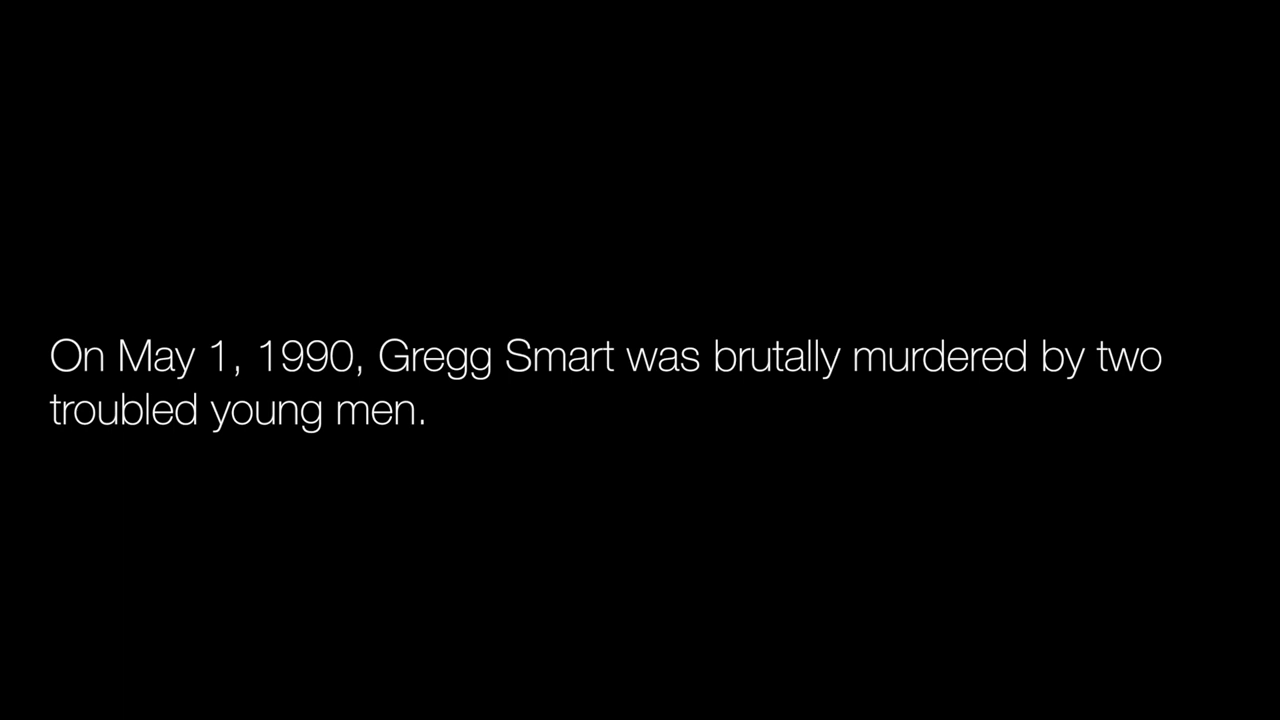 On May 1, 1990, Gregg Smart was brutally murdered by two
troubled young men.